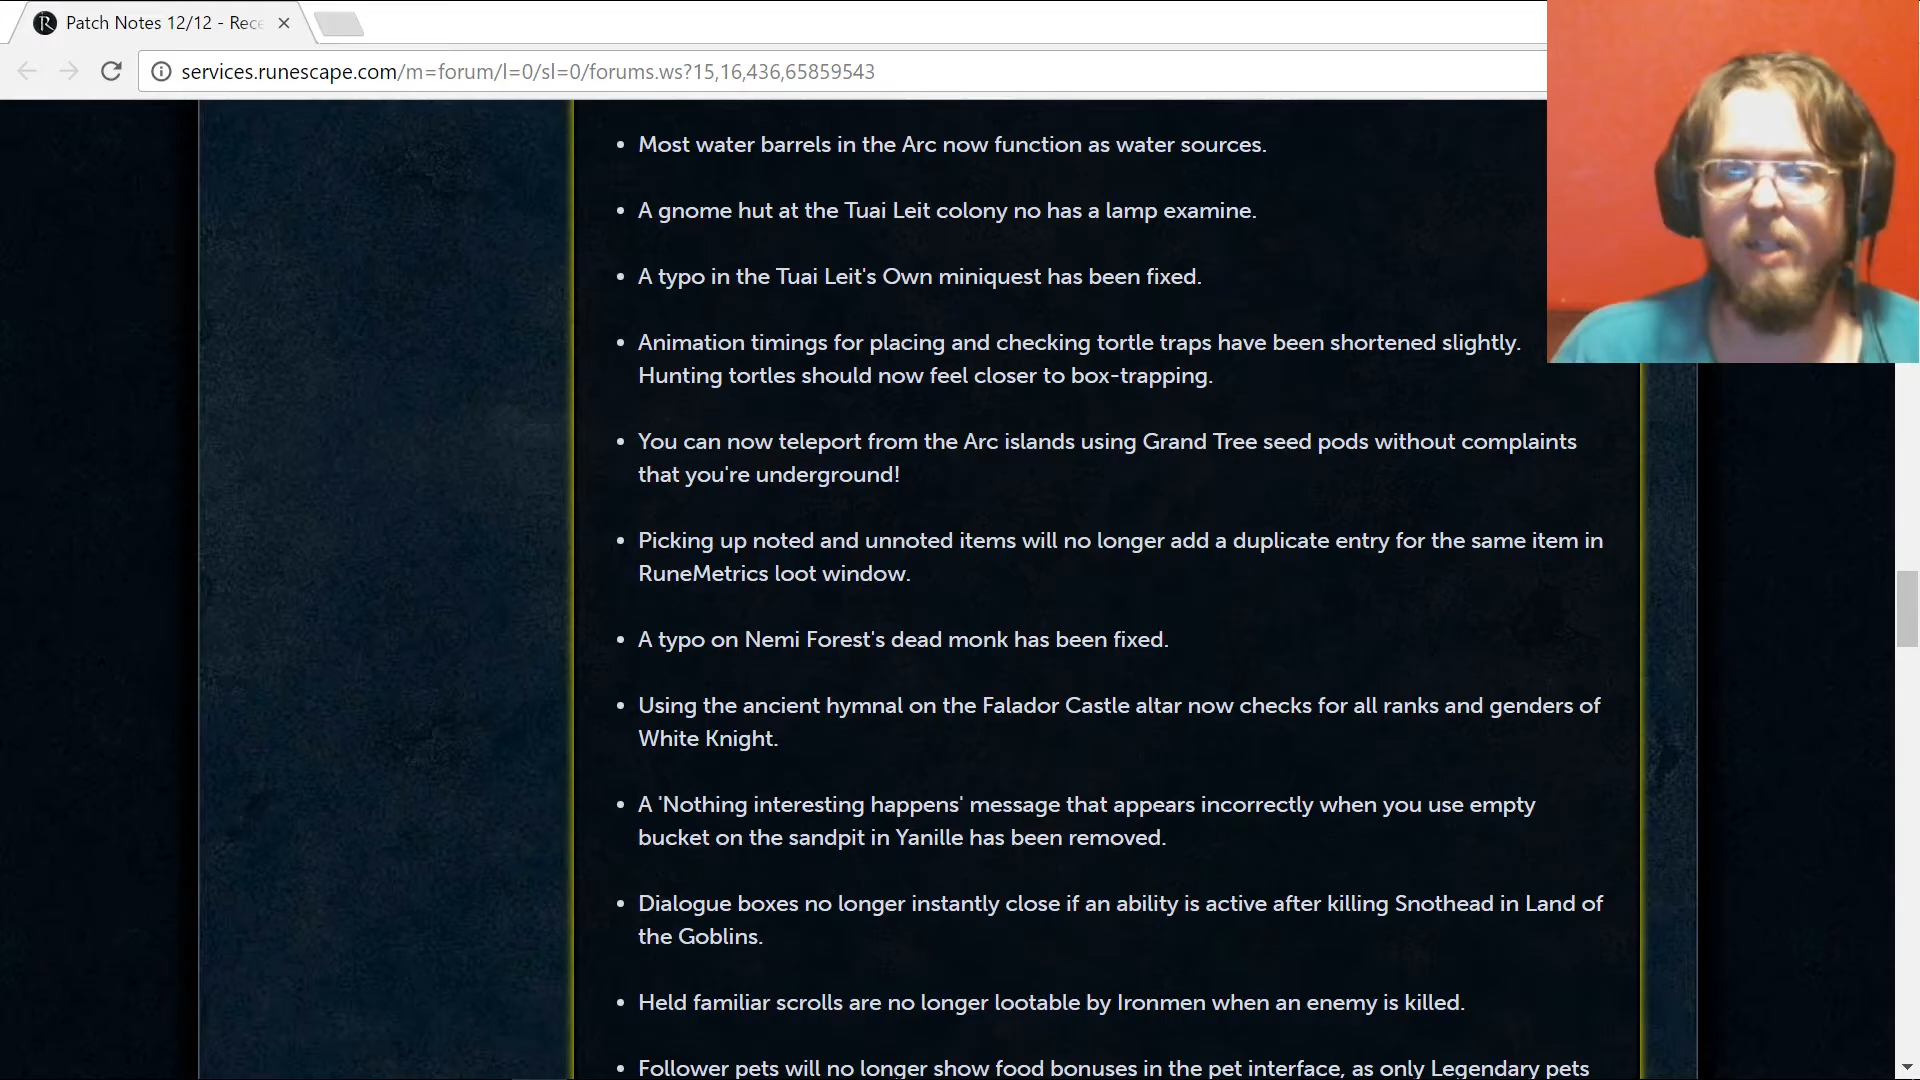 Patch Notes 12/12 - Rece
services.runescape.com/m=forum/l=0/sl=0/forums.ws?15,16,436,65859543
• Most water barrels in the Arc now function as water sources.
• A gnome hut at the Tuai Leit colony no has a lamp examine.
• A typo in the Tuai Leit's Own miniquest has been fixed.
• Animation timings for placing and checking tortle traps have been shortened slightly.
Hunting tortles should now feel closer to box-trapping.
• You can now teleport from the Arc islands using Grand Tree seed pods without complaints
that you're underground!
• Picking up noted and unnoted items will no longer add a duplicate entry for the same item in
RuneMetrics loot window.
• A typo on Nemi Forest's dead monk has been fixed.
• Using the ancient hymnal on the Falador Castle altar now checks for all ranks and genders of
White Knight.
• A 'Nothing interesting happens' message that appears incorrectly when you use empty
bucket on the sandpit in Yanille has been removed.
• Dialogue boxes no longer instantly close if an ability is active after killing Snothead in Land of
the Goblins.
• Held familiar scrolls are no longer lootable by Ironmen when an enemy is killed.
• Follower pets will no longer show food bonuses in the pet interface, as only Legendary pets